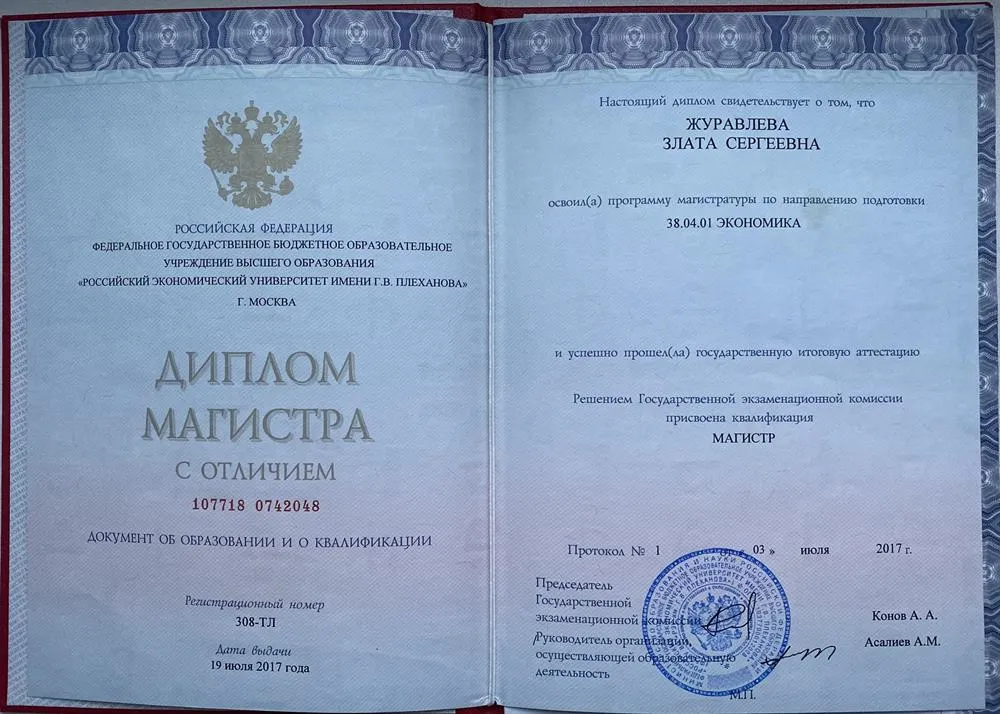 РОССИЙСКАЯ ФЕДЕРАЦИЯ
ФЕДЕРАЛЬНОЕ ГОСУДАРСТВЕННОЕ БЮДЖЕТНОЕ ОБРАЗОВАТЕЛЬНОЕ
УЧРЕЖДЕНИЕ ВЫСШЕГО ОБРАЗОВАНИЯ
«РОССИЙСКИЙ ЭКОНОМИЧЕСКИЙ УНИВЕРСИТЕТ ИМЕНИ Г.В. ПЛЕХАНОВА»
Г. МОСКВА
ДИПЛОМ
МАГИСТРА
С ОТЛИЧИЕМ
107718 0742048
ДОКУМЕНТ ОБ ОБРАЗОВАНИИ И О КВАЛИФИКАЦИИ
Регистрационный номер
308-ТЛ
Дата выдачи
19 июля 2017 года
Настоящий диплом свидетельствует о том, что
ЖУРАВЛЕВА
ЗЛАТА СЕРГЕЕВНА
освоил(а) программу магистратуры по направлению подготовки
38.04.01 ЭКОНОМИКА
и успешно прошел(ла) государственную итоговую аттестацию
Решением Государственной экзаменационной комиссии
присвоена квалификация
МАГИСТР
Протокол № 1 от « 03 » июля 2017 г.
Председатель
Государственной
экзаменационной комиссии Конов А. А.
Руководитель организации, Асалиев А.М.
осуществляющей образовательную
деятельность
М.П.